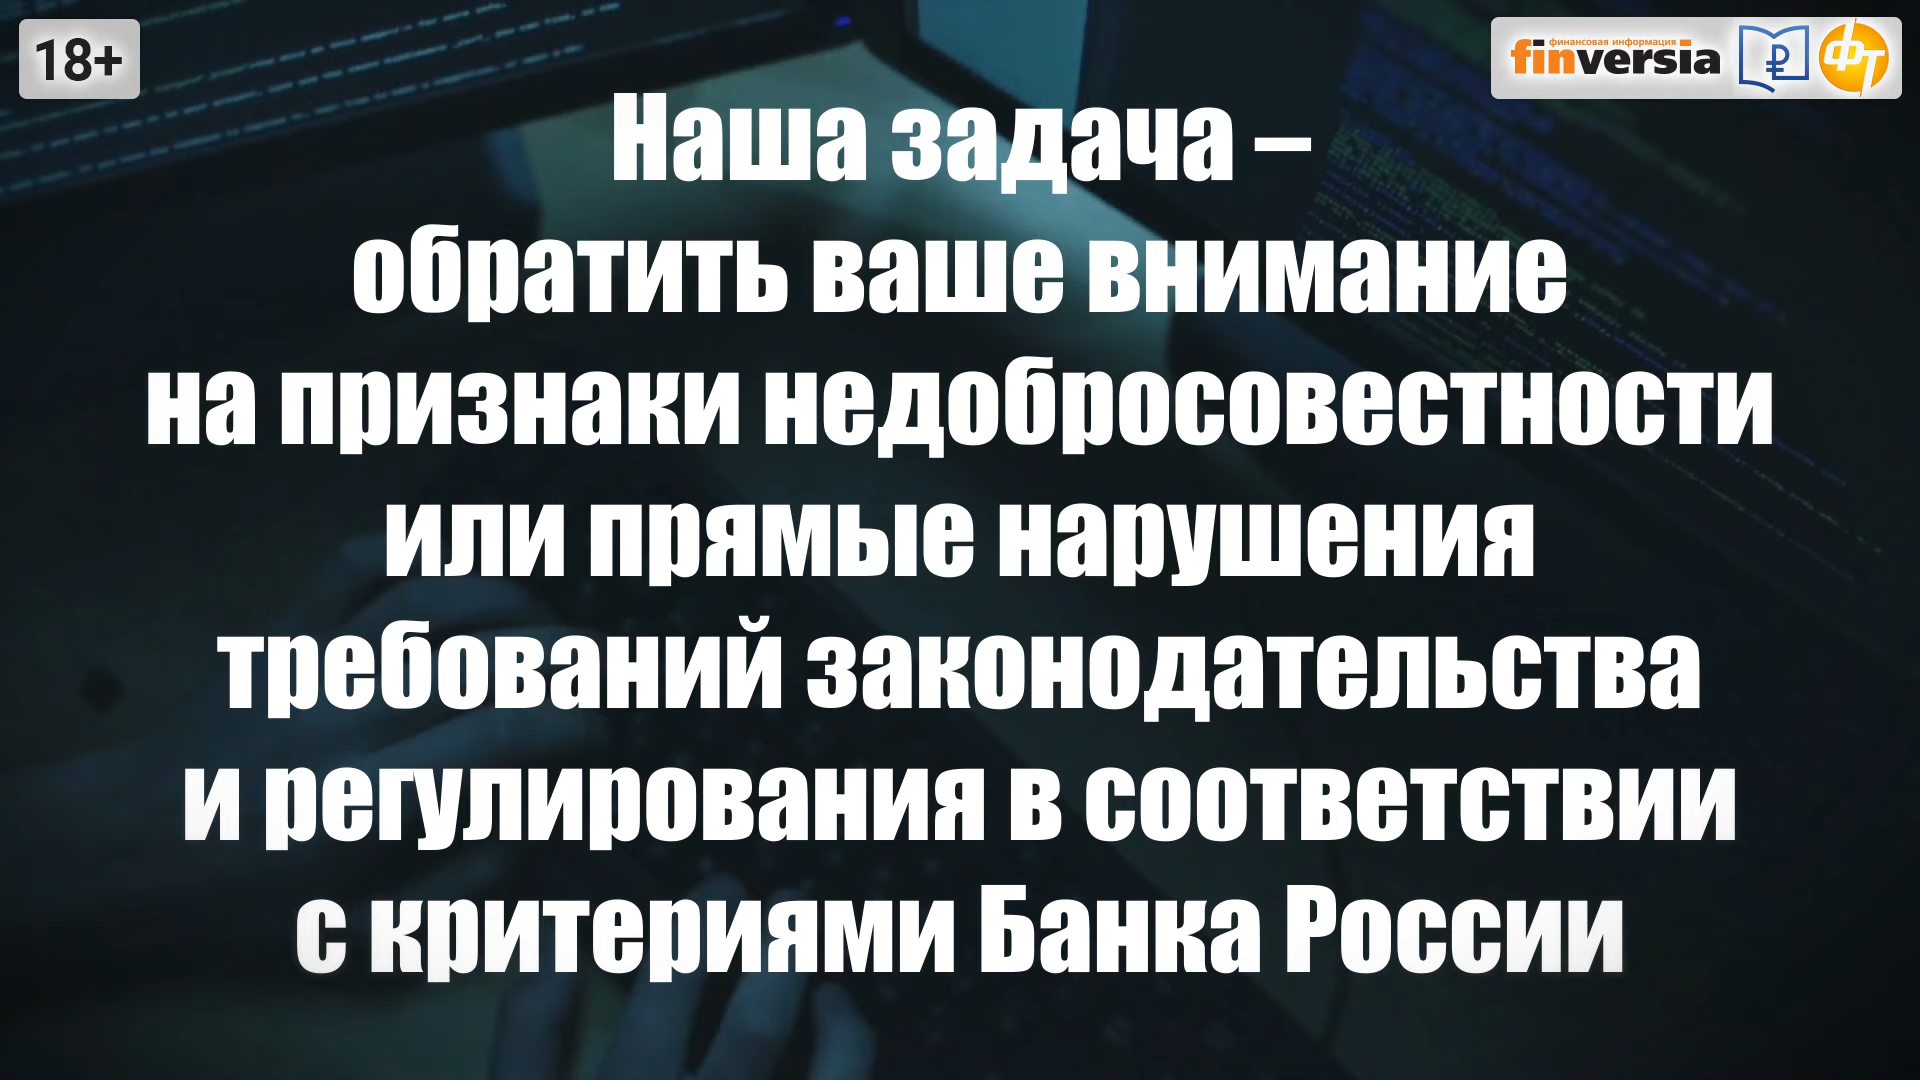 18+
финансовая информация
finversia
ФТ
Наша задача –
обратить ваше внимание
на признаки недобросовестности
или прямые нарушения
требований законодательства
и регулирования в соответствии
с критериями Банка России